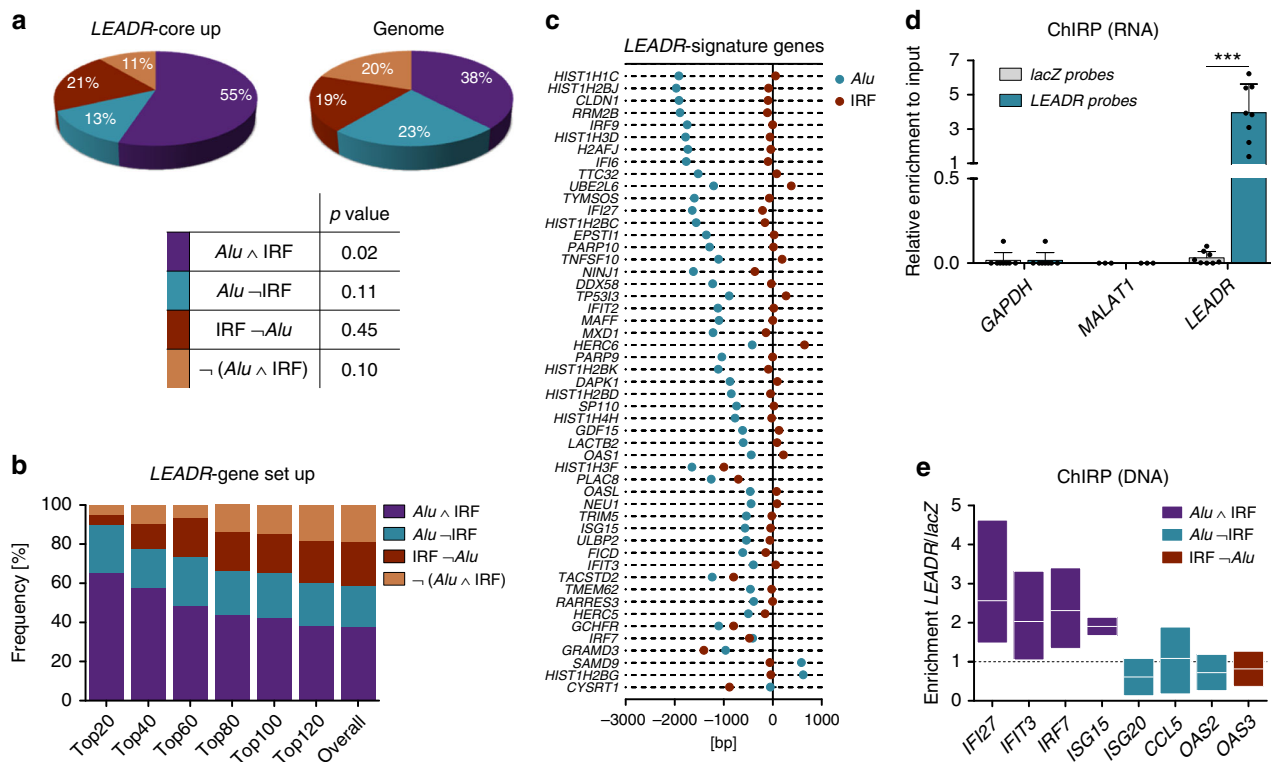 a
LEADR-core up
Genome
11%
21%
55%
13%
20%
38%
19%
23%
p value
Alu ∧ IRF 0.02
Alu ¬IRF 0.11
IRF ¬Alu 0.45
¬ (Alu ∧ IRF) 0.10
b
LEADR-gene set up
Frequency [%]
100
80
60
40
20
0
Top20
Top40
Top60
Top80
Top100
Top120
Overall
Alu ∧ IRF
Alu ¬IRF
IRF ¬Alu
¬ (Alu ∧ IRF)
c
LEADR-signature genes
Alu
IRF
HIST1H1C
HIST1H2BJ
CLDN1
RRM2B
IRF9
HIST1H3D
H2AFJ
IFI6
TTC32
UBE2L6
TYMSOS
IFI27
HIST1H2BC
EPSTI1
PARP10
TNFSF10
NINJ1
DDX58
TP53I3
IFIT2
MAFF
MXD1
HERC6
PARP9
HIST1H2BK
DAPK1
HIST1H2BD
SP110
HIST1H4H
GDF15
LACTB2
OAS1
HIST1H3F
PLAC8
OASL
NEU1
TRIM5
ISG15
ULBP2
FICD
IFIT3
TACSTD2
TMEM62
RARRES3
HERC5
GCHFR
IRF7
GRAMD3
SAMD9
HIST1H2BG
CYSRT1
−3000 −2000 −1000 0 1000
[bp]
d
ChIRP (RNA)
Relative enrichment to input
7
5
3
1
0.5
0.0
lacZ probes
LEADR probes
***
GAPDH
MALAT1
LEADR
e
ChIRP (DNA)
Enrichment LEADR/lacZ
5
4
3
2
1
0
Alu ∧ IRF
Alu ¬IRF
IRF ¬Alu
IFI27
IFIT3
IRF7
ISG15
ISG20
CCL5
OAS2
OAS3